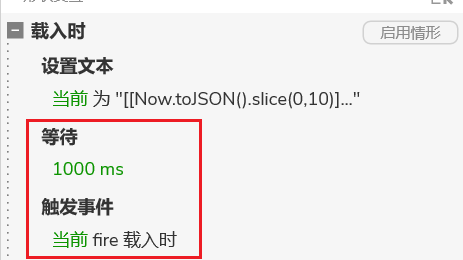 载入时
启用情形
设置文本
当前 为 "[[Now.toJSON().slice(0,10)]..."
等待
1000 ms
触发事件
当前 fire 载入时